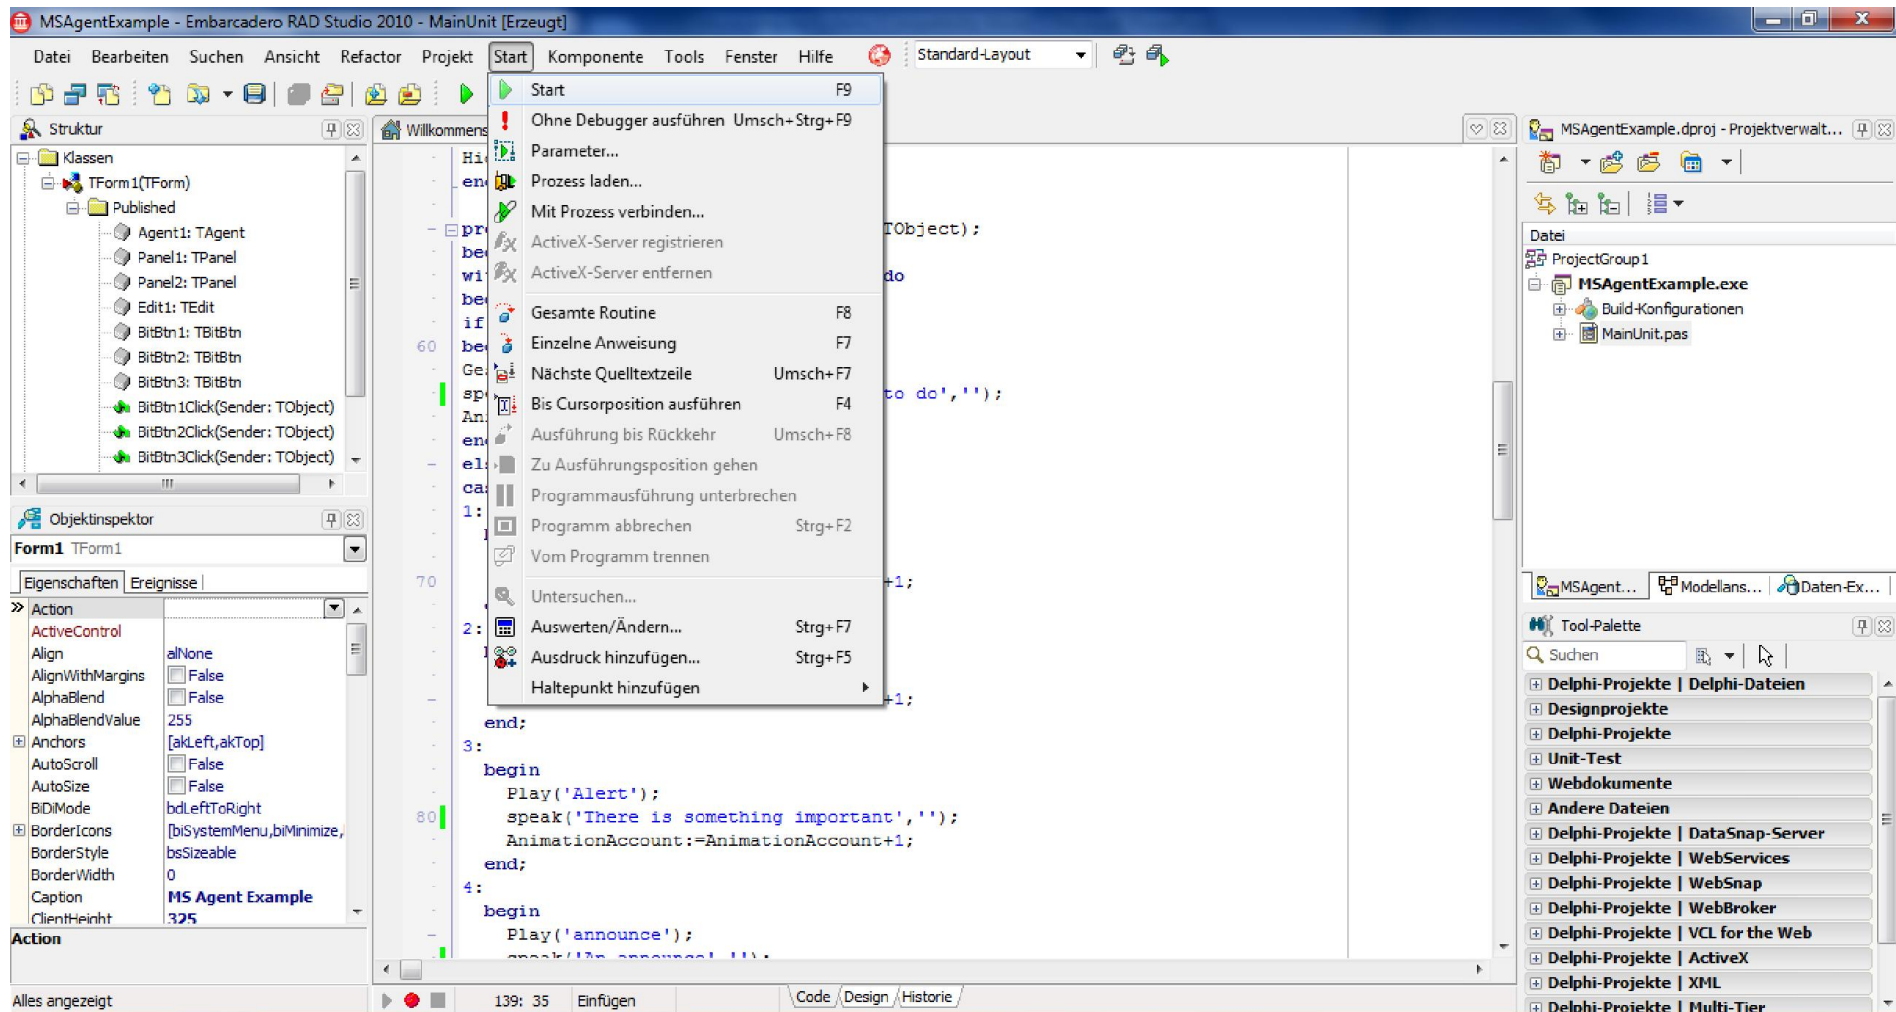 MSAgentExample - Embarcadero RAD Studio 2010 - MainUnit [Erzeugt]
Datei Bearbeiten Suchen Ansicht Refactor Projekt Start Komponente Tools Fenster Hilfe Standard-Layout
Struktur
Klassen
TForm1(TForm)
Published
Agent1: TAgent
Panel1: TPanel
Panel2: TPanel
Edit1: TEdit
BitBtn1: TBitBtn
BitBtn2: TBitBtn
BitBtn3: TBitBtn
BitBtn1Click(Sender: TObject)
BitBtn2Click(Sender: TObject)
BitBtn3Click(Sender: TObject)
Objektinspektor
Form1 TForm1
Eigenschaften Ereignisse
Action
ActiveControl
Align alNone
AlignWithMargins False
AlphaBlend False
AlphaBlendValue 255
Anchors [akLeft,akTop]
AutoScroll False
AutoSize False
BiDiMode bdLeftToRight
BorderIcons [biSystemMenu,biMinimize,
BorderStyle bsSizeable
BorderWidth 0
Caption MS Agent Example
ClientHeight 325
Action
Alles angezeigt
Start F9
Ohne Debugger ausführen Umsch+Strg+F9
Parameter...
Prozess laden...
Mit Prozess verbinden...
ActiveX-Server registrieren
ActiveX-Server entfernen
Gesamte Routine F8
Einzelne Anweisung F7
Nächste Quelltextzeile Umsch+F7
Bis Cursorposition ausführen F4
Ausführung bis Rückkehr Umsch+F8
Zu Ausführungsposition gehen
Programmausführung unterbrechen
Programm abbrechen Strg+F2
Vom Programm trennen
Untersuchen...
Auswerten/Ändern... Strg+F7
Ausdruck hinzufügen... Strg+F5
Haltepunkt hinzufügen
TObject);
do
60
to do','');
1:
70 +1;
2:
+1;
end;
3:
begin
Play('Alert');
80 speak('There is something important','');
AnimationAccount:=AnimationAccount+1;
end;
4:
begin
Play('announce');
speak('An announce','');
139: 35 Einfügen
Code Design Historie
MSAgentExample.dproj - Projektverwalt...
Datei
ProjectGroup1
MSAgentExample.exe
Build-Konfigurationen
MainUnit.pas
MSAgent... Modellans... Daten-Ex...
Tool-Palette
Suchen
Delphi-Projekte | Delphi-Dateien
Designprojekte
Delphi-Projekte
Unit-Test
Webdokumente
Andere Dateien
Delphi-Projekte | DataSnap-Server
Delphi-Projekte | WebServices
Delphi-Projekte | WebSnap
Delphi-Projekte | WebBroker
Delphi-Projekte | VCL for the Web
Delphi-Projekte | ActiveX
Delphi-Projekte | XML
Delphi-Projekte | Multi-Tier